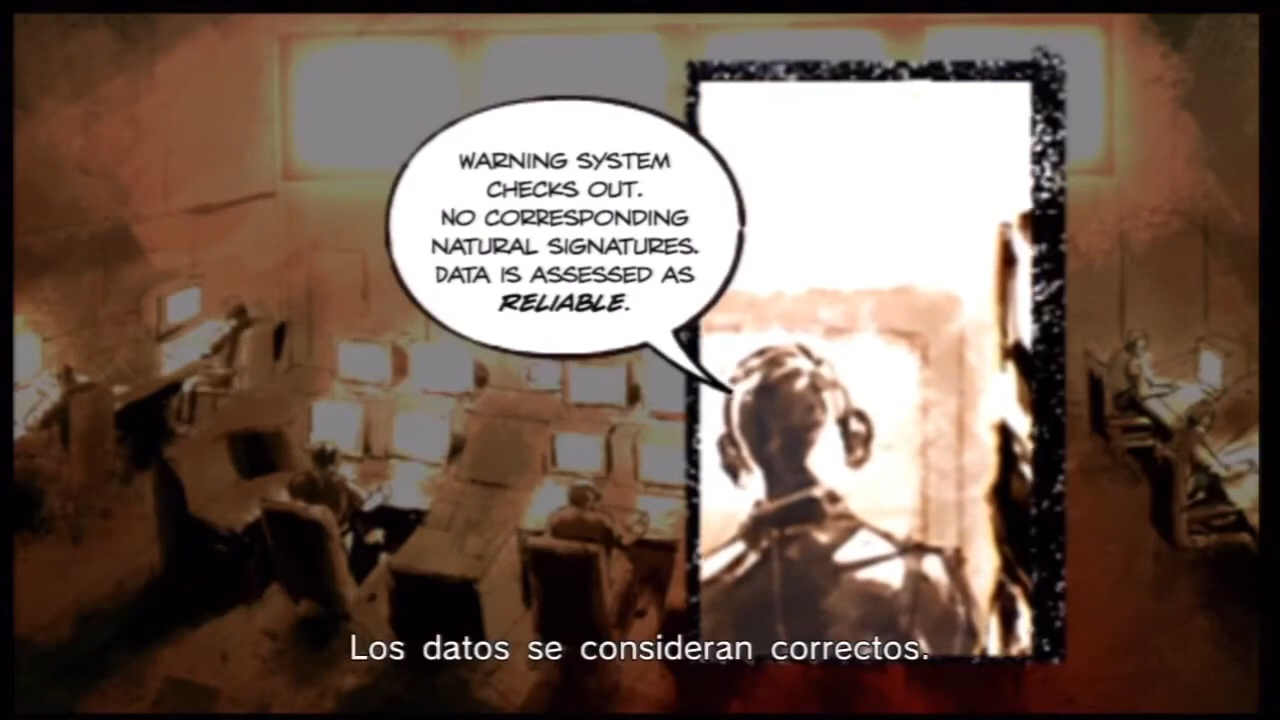 WARNING SYSTEM
CHECKS OUT.
NO CORRESPONDING
NATURAL SIGNATURES.
DATA IS ASSESSED AS
RELIABLE.
Los datos se consideran correctos.